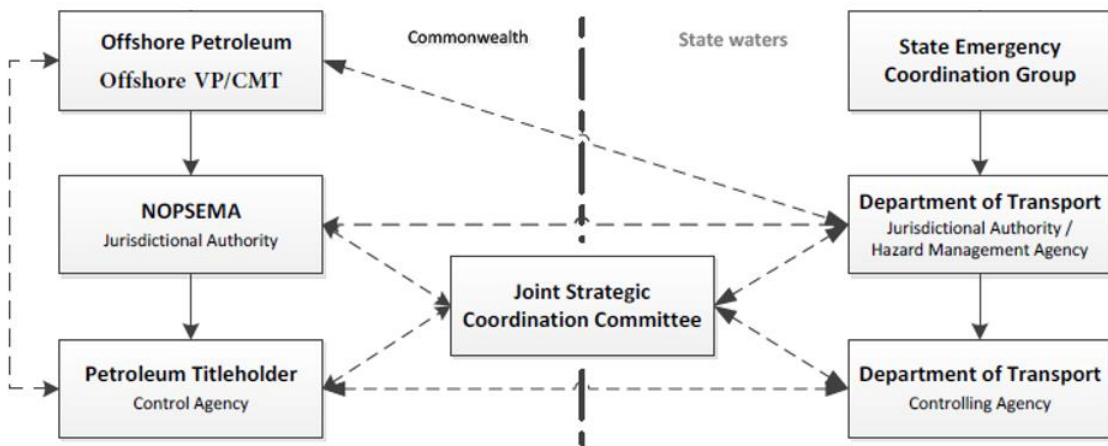 Offshore Petroleum
Offshore VP/CMT
Commonwealth
State waters
State Emergency
Coordination Group
NOPSEMA
Jurisdictional Authority
Department of Transport
Jurisdictional Authority /
Hazard Management Agency
Joint Strategic
Coordination Committee
Petroleum Titleholder
Control Agency
Department of Transport
Controlling Agency